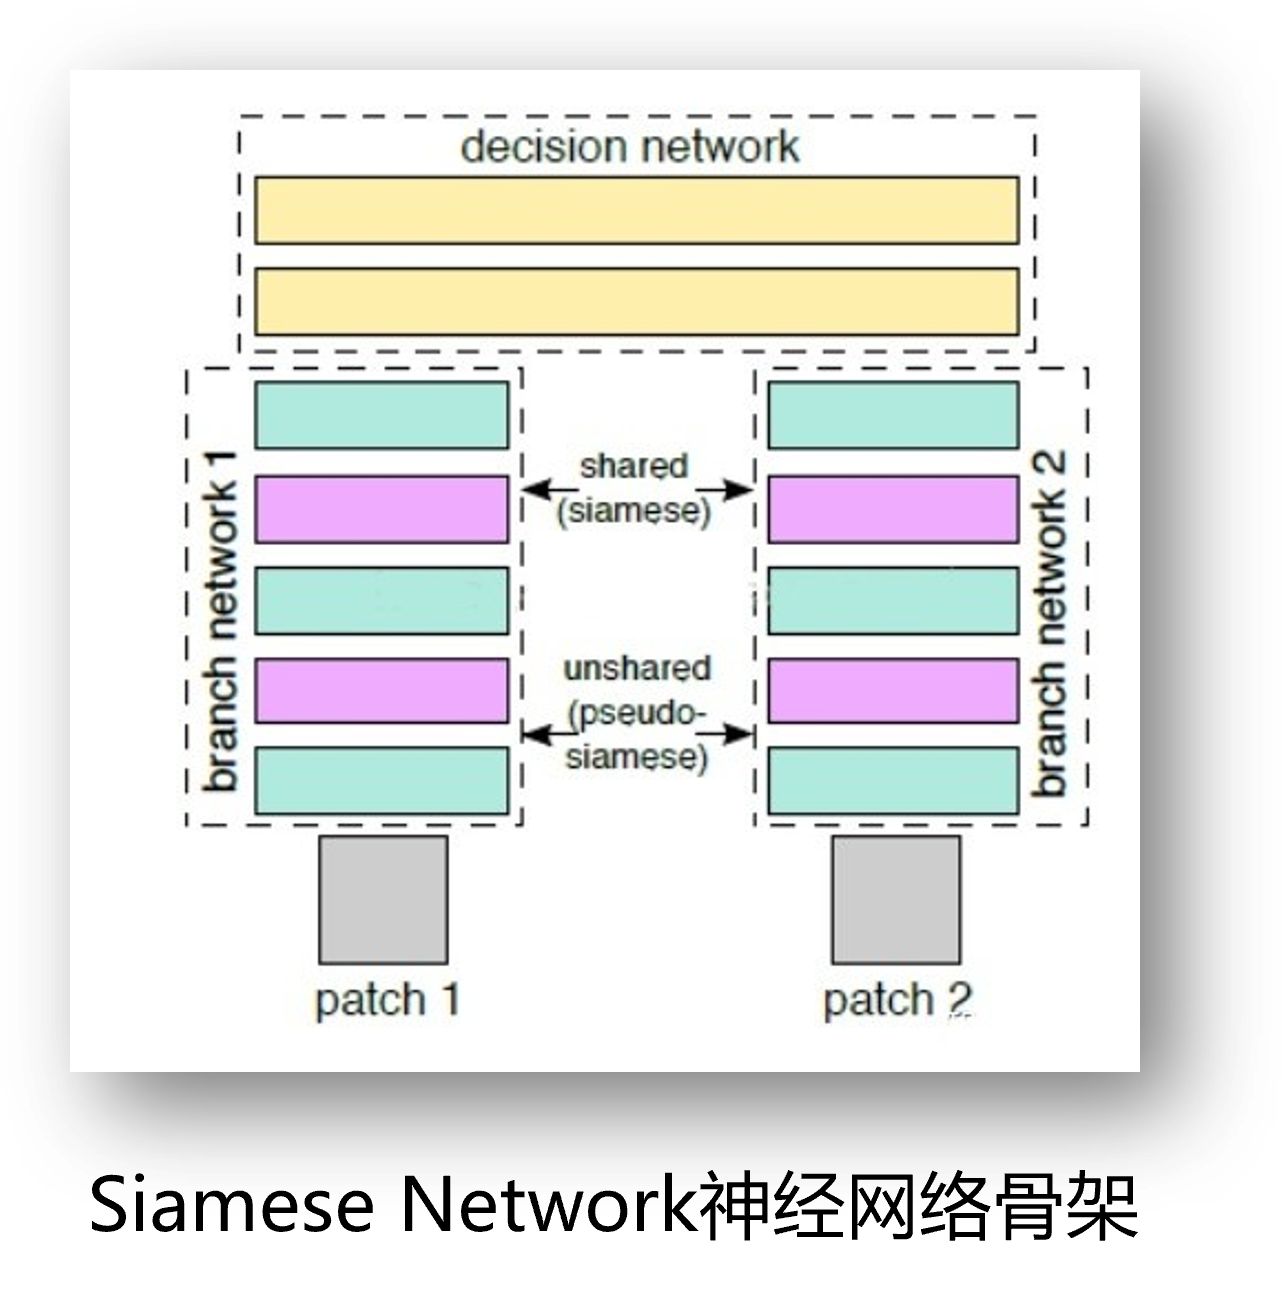 decision network
branch network 1
shared
(siamese)
unshared
(pseudo-
siamese)
branch network 2
patch 1
patch 2
Siamese Network神经网络骨架